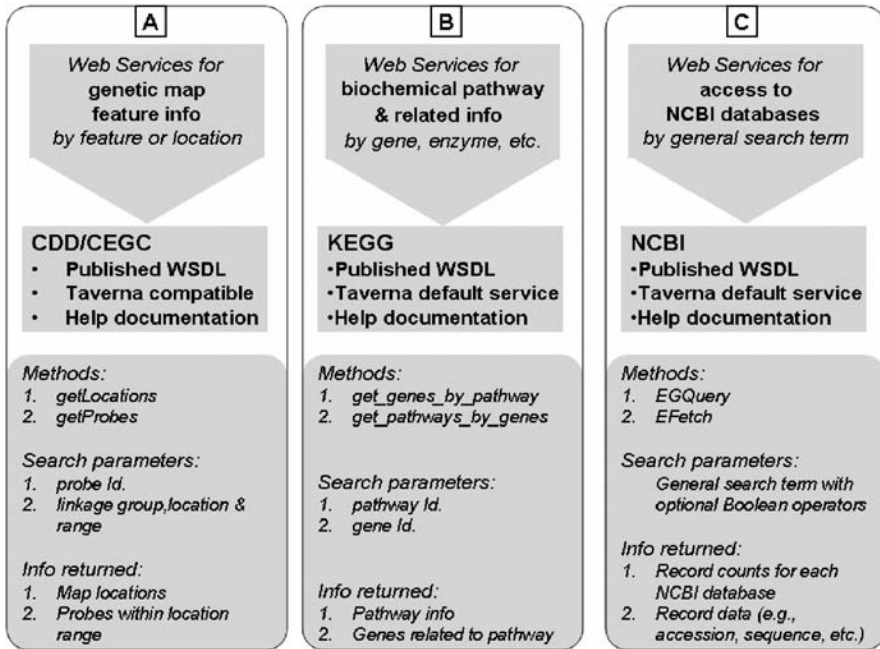 A
Web Services for
genetic map
feature info
by feature or location
CDD/CEGC
• Published WSDL
• Taverna compatible
• Help documentation
Methods:
1. getLocations
2. getProbes
Search parameters:
1. probe Id.
2. linkage group,location &
range
Info returned:
1. Map locations
2. Probes within location
range
B
Web Services for
biochemical pathway
& related info
by gene, enzyme, etc.
KEGG
•Published WSDL
•Taverna default service
•Help documentation
Methods:
1. get_genes_by_pathway
2. get_pathways_by_genes
Search parameters:
1. pathway Id.
2. gene Id.
Info returned:
1. Pathway info
2. Genes related to pathway
C
Web Services for
access to
NCBI databases
by general search term
NCBI
•Published WSDL
•Taverna default service
•Help documentation
Methods:
1. EGQuery
2. EFetch
Search parameters:
General search term with
optional Boolean operators
Info returned:
1. Record counts for each
NCBI database
2. Record data (e.g.,
accession, sequence, etc.)